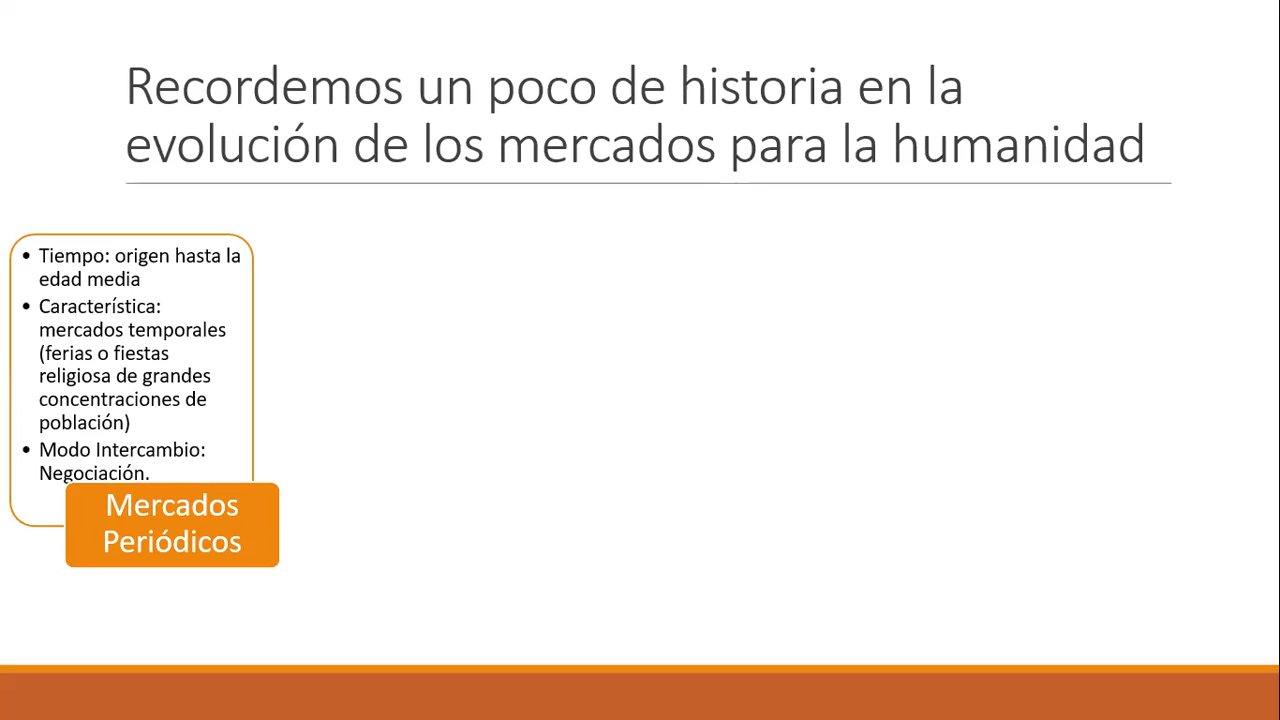 Recordemos un poco de historia en la
evolución de los mercados para la humanidad
• Tiempo: origen hasta la
edad media
• Característica:
mercados temporales
(ferias o fiestas
religiosa de grandes
concentraciones de
población)
• Modo Intercambio:
Negociación.
Mercados
Periódicos